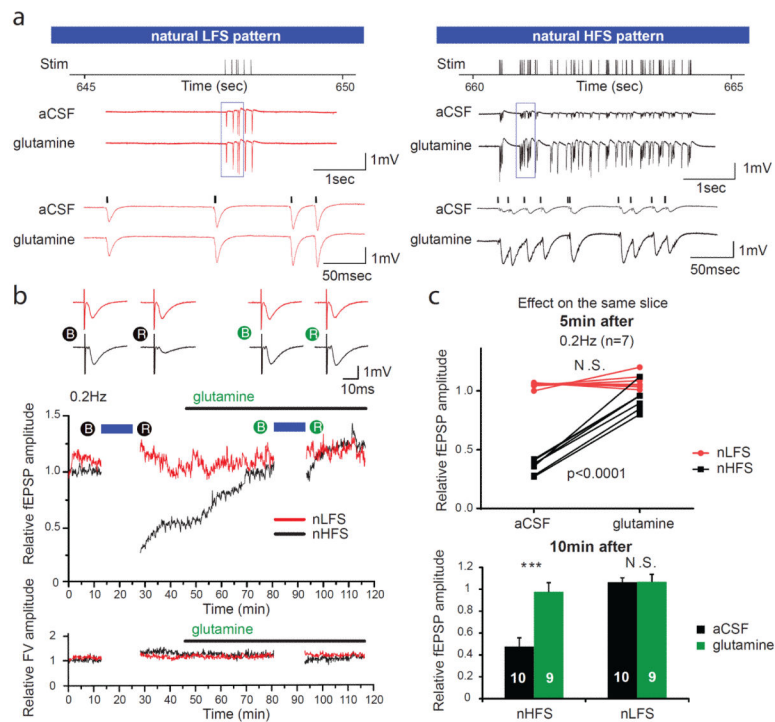 a
natural LFS pattern
Stim
645
Time (sec)
650
aCSF
glutamine
1mV
1sec
aCSF
glutamine
1mV
50msec
natural HFS pattern
Stim
660
Time (sec)
665
aCSF
glutamine
1mV
1sec
aCSF
glutamine
1mV
50msec
b
B
R
B
R
1mV
10ms
0.2Hz
glutamine
B
R
B
R
Relative fEPSP amplitude
1.5
1.25
1.0
0.5
0
nLFS
nHFS
0 10 20 30 40 50 60 70 80 90 100 110 120
Time (min)
Relative FV amplitude
glutamine
2
1
0
0 10 20 30 40 50 60 70 80 90 100 110 120
Time (min)
c
Effect on the same slice
5min after
0.2Hz (n=7)
N.S.
Relative fEPSP amplitude
1.0
0.5
0
p<0.0001
nLFS
nHFS
aCSF
glutamine
10min after
*** N.S.
Relative fEPSP amplitude
1.2
1
0.8
0.6
0.4
0.2
0
10 9 10 9
aCSF
glutamine
nHFS nLFS